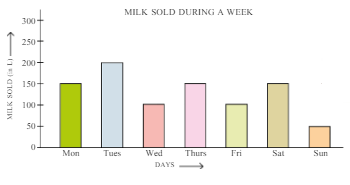 MILK SOLD DURING A WEEK
300
250
200
150
100
50
0
MILK SOLD (in L)
Mon Tues Wed Thurs Fri Sat Sun
DAYS